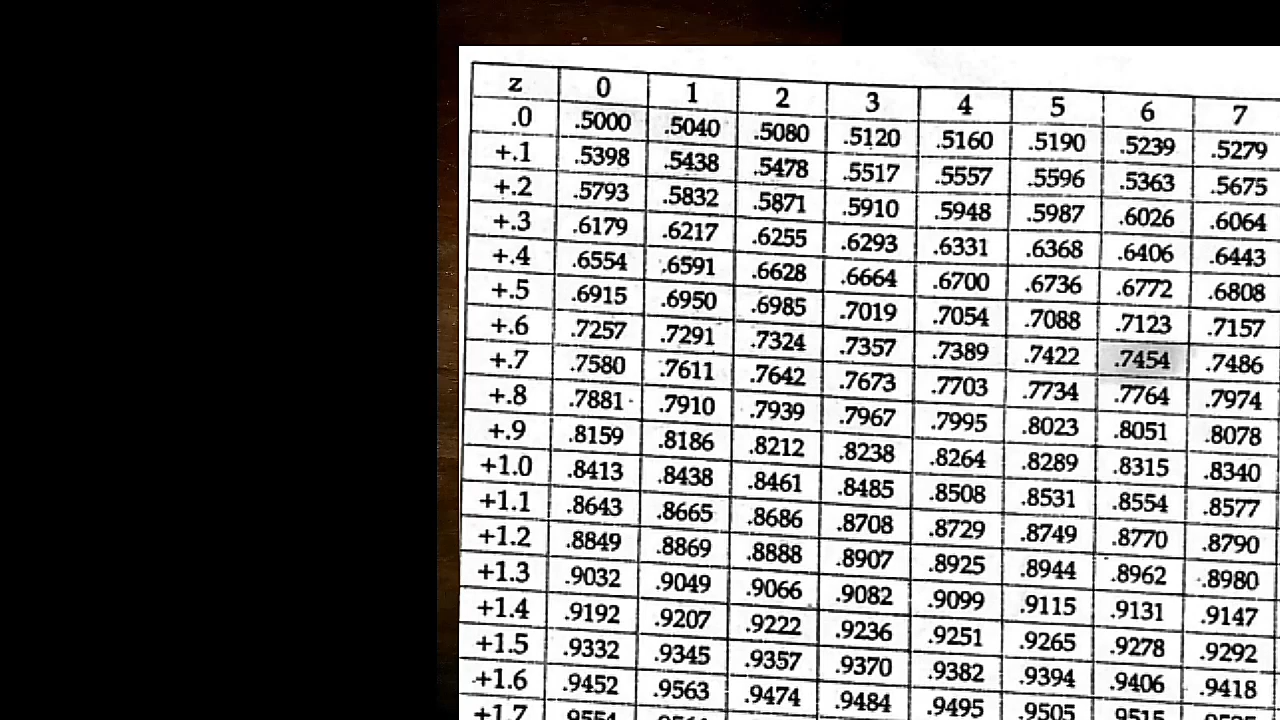 z 0 1 2 3 4 5 6 7
.0 .5000 .5040 .5080 .5120 .5160 .5190 .5239 .5279
+.1 .5398 .5438 .5478 .5517 .5557 .5596 .5363 .5675
+.2 .5793 .5832 .5871 .5910 .5948 .5987 .6026 .6064
+.3 .6179 .6217 .6255 .6293 .6331 .6368 .6406 .6443
+.4 .6554 .6591 .6628 .6664 .6700 .6736 .6772 .6808
+.5 .6915 .6950 .6985 .7019 .7054 .7088 .7123 .7157
+.6 .7257 .7291 .7324 .7357 .7389 .7422 .7454 .7486
+.7 .7580 .7611 .7642 .7673 .7703 .7734 .7764 .7974
+.8 .7881 .7910 .7939 .7967 .7995 .8023 .8051 .8078
+.9 .8159 .8186 .8212 .8238 .8264 .8289 .8315 .8340
+1.0 .8413 .8438 .8461 .8485 .8508 .8531 .8554 .8577
+1.1 .8643 .8665 .8686 .8708 .8729 .8749 .8770 .8790
+1.2 .8849 .8869 .8888 .8907 .8925 .8944 .8962 .8980
+1.3 .9032 .9049 .9066 .9082 .9099 .9115 .9131 .9147
+1.4 .9192 .9207 .9222 .9236 .9251 .9265 .9278 .9292
+1.5 .9332 .9345 .9357 .9370 .9382 .9394 .9406 .9418
+1.6 .9452 .9563 .9474 .9484 .9495 .9505 .9515
+1.7 .9554